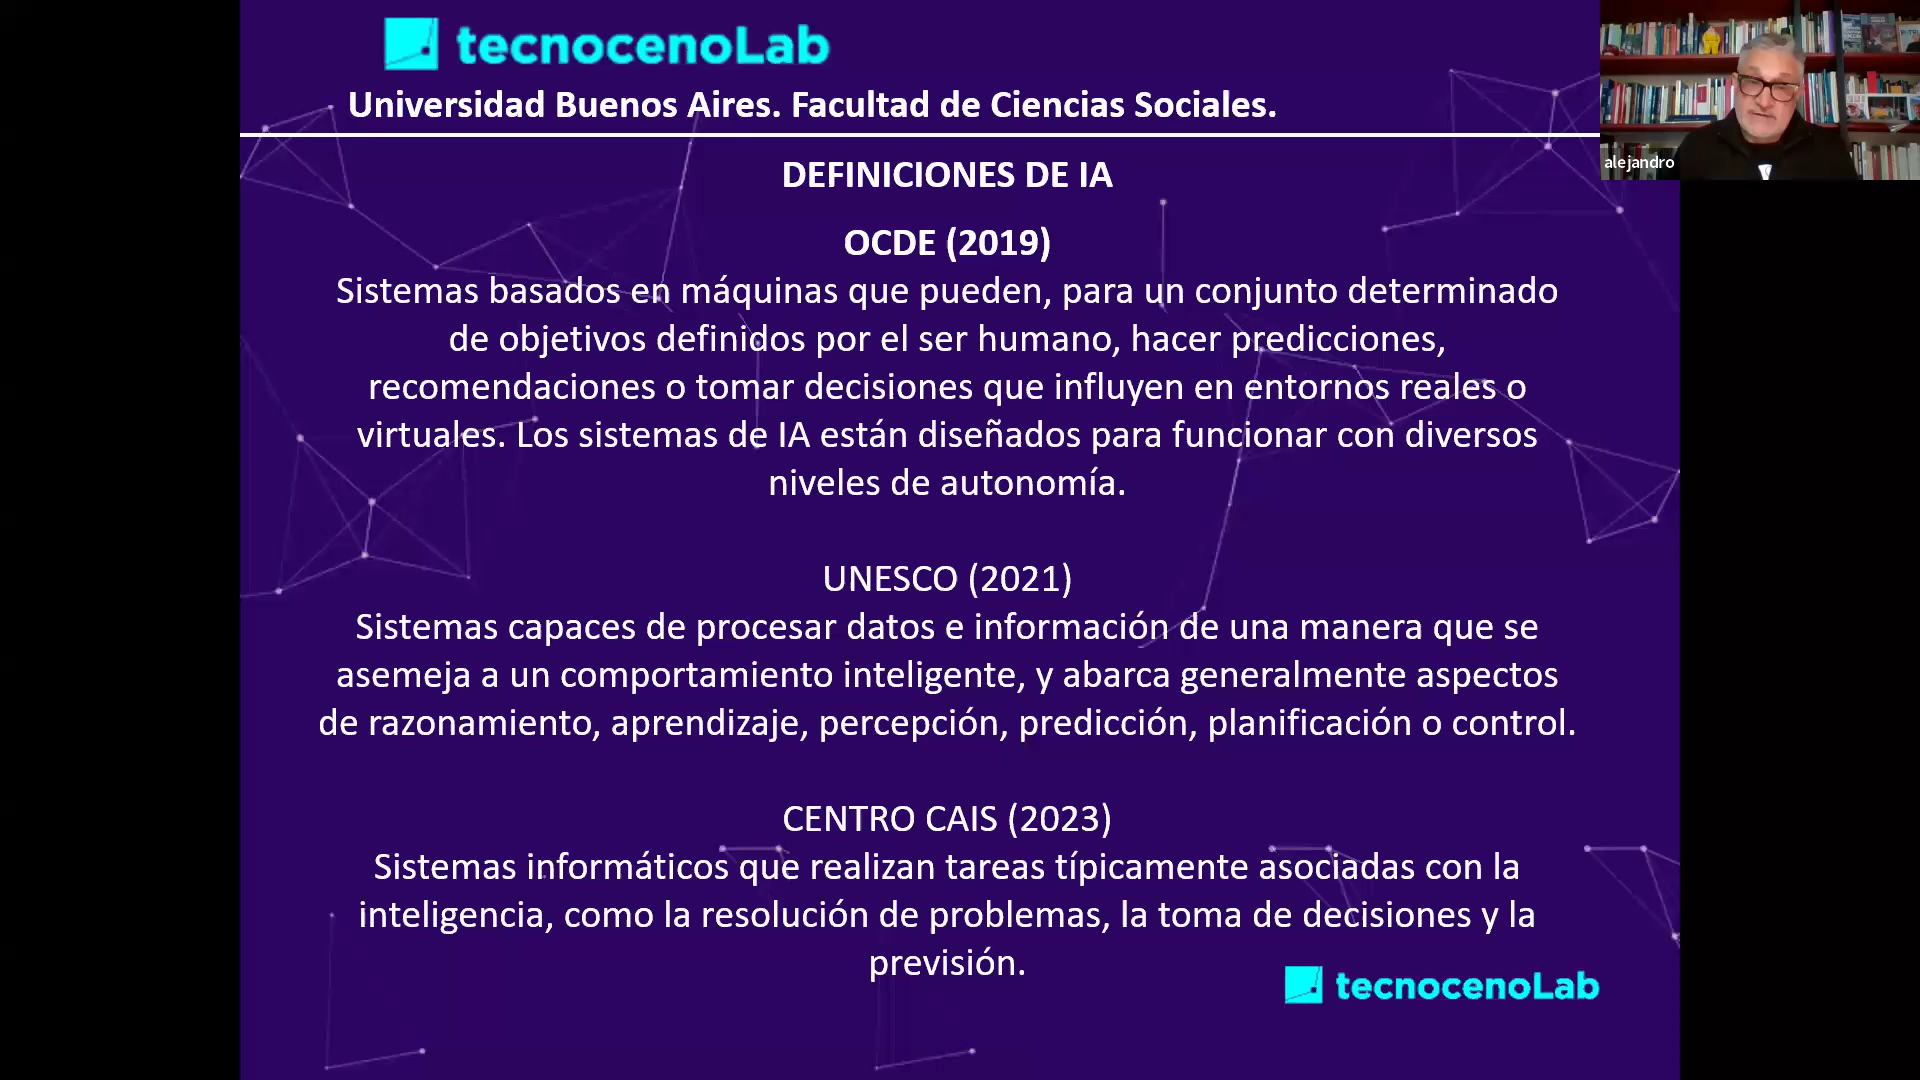 tecnocenoLab
Universidad Buenos Aires. Facultad de Ciencias Sociales.
alejandro
DEFINICIONES DE IA
OCDE (2019)
Sistemas basados en máquinas que pueden, para un conjunto determinado
de objetivos definidos por el ser humano, hacer predicciones,
recomendaciones o tomar decisiones que influyen en entornos reales o
virtuales. Los sistemas de IA están diseñados para funcionar con diversos
niveles de autonomía.
UNESCO (2021)
Sistemas capaces de procesar datos e información de una manera que se
asemeja a un comportamiento inteligente, y abarca generalmente aspectos
de razonamiento, aprendizaje, percepción, predicción, planificación o control.
CENTRO CAIS (2023)
Sistemas informáticos que realizan tareas típicamente asociadas con la
inteligencia, como la resolución de problemas, la toma de decisiones y la
previsión.
tecnocenoLab